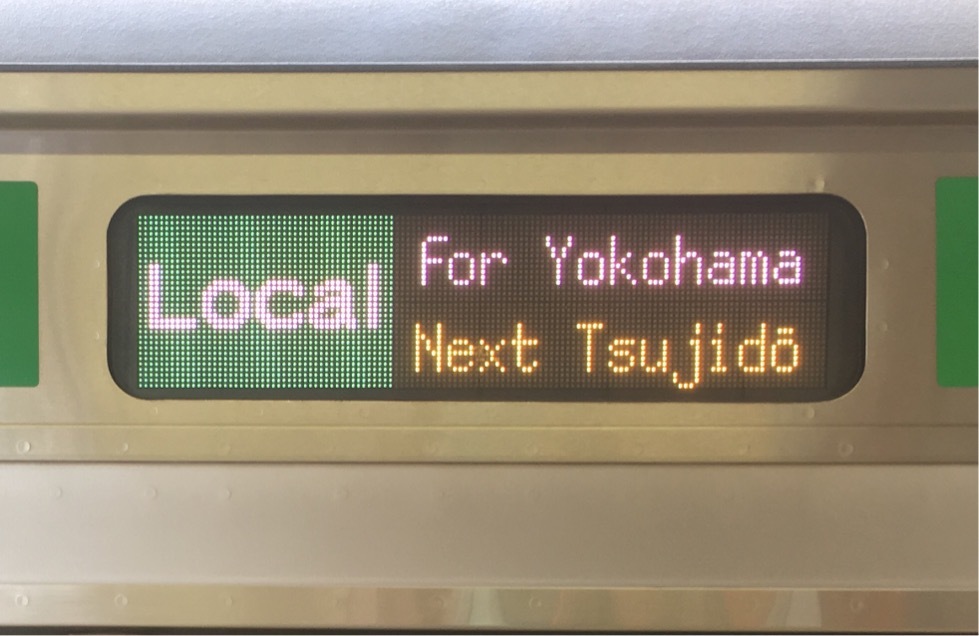 Local
For Yokohama
Next Tsujidō